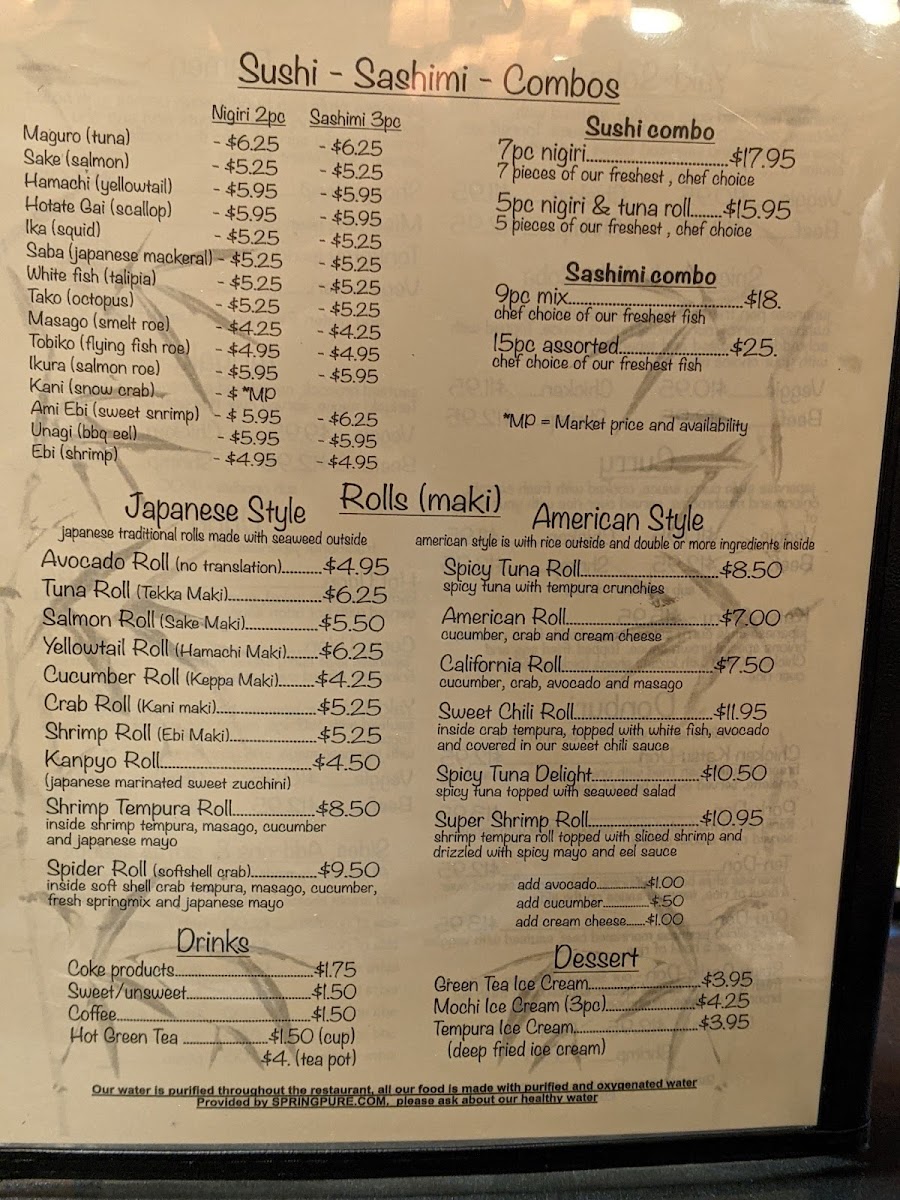 Sushi - Sashimi - Combos
Nigiri 2pc Sashimi 3pc
Maguro (tuna) - $6.25 - $6.25
Sake (salmon) - $5.25 - $5.25
Hamachi (yellowtail) - $5.95 - $5.95
Hotate Gai (scallop) - $5.95 - $5.95
Ika (squid) - $5.25 - $5.25
Saba (japanese mackeral) - $5.25 - $5.25
White fish (talipia) - $5.25 - $5.25
Tako (octopus) - $5.25 - $5.25
Masago (smelt roe) - $4.25 - $4.25
Tobiko (flying fish roe) - $4.95 - $4.95
Ikura (salmon roe) - $5.95 - $5.95
Kani (snow crab) - $ *MP
Ami Ebi (sweet snrimp) - $ 5.95 - $6.25
Unagi (bbq eel) - $5.95 - $5.95
Ebi (shrimp) - $4.95 - $4.95
Sushi combo
7pc nigiri.....$17.95
7 pieces of our freshest , chef choice
5pc nigiri & tuna roll.....$15.95
5 pieces of our freshest , chef choice
Sashimi combo
9pc mix.....$18.
chef choice of our freshest fish
15pc assorted.....$25.
chef choice of our freshest fish
*MP = Market price and availability
Rolls (maki)
Japanese Style
japanese traditional rolls made with seaweed outside
Avocado Roll (no translation).....$4.95
Tuna Roll (Tekka Maki).....$6.25
Salmon Roll (Sake Maki).....$5.50
Yellowtail Roll (Hamachi Maki).....$6.25
Cucumber Roll (Keppa Maki).....$4.25
Crab Roll (Kani maki).....$5.25
Shrimp Roll (Ebi Maki).....$5.25
Kanpyo Roll.....$4.50
(japanese marinated sweet zucchini)
Shrimp Tempura Roll.....$8.50
inside shrimp tempura, masago, cucumber
and japanese mayo
Spider Roll (softshell crab).....$9.50
inside soft shell crab tempura, masago, cucumber,
fresh springmix and japanese mayo
American Style
american style is with rice outside and double or more ingredients inside
Spicy Tuna Roll.....$8.50
spicy tuna with tempura crunchies
American Roll.....$7.00
cucumber, crab and cream cheese
California Roll.....$7.50
cucumber, crab, avocado and masago
Sweet Chili Roll.....$11.95
inside crab tempura, topped with white fish, avocado
and covered in our sweet chili sauce
Spicy Tuna Delight.....$10.50
spicy tuna topped with seaweed salad
Super Shrimp Roll.....$10.95
shrimp tempura roll topped with sliced shrimp and
drizzled with spicy mayo and eel sauce
add avocado.....$1.00
add cucumber.....$.50
add cream cheese.....$1.00
Drinks
Coke products.....$1.75
Sweet/unsweet.....$1.50
Coffee.....$1.50
Hot Green Tea .....$1.50 (cup)
$4. (tea pot)
Dessert
Green Tea Ice Cream.....$3.95
Mochi Ice Cream (3pc).....$4.25
Tempura Ice Cream.....$3.95
(deep fried ice cream)
Our water is purified throughout the restaurant, all our food is made with purified and oxygenated water
Provided by SPRINGPURE.COM, please ask about our healthy water